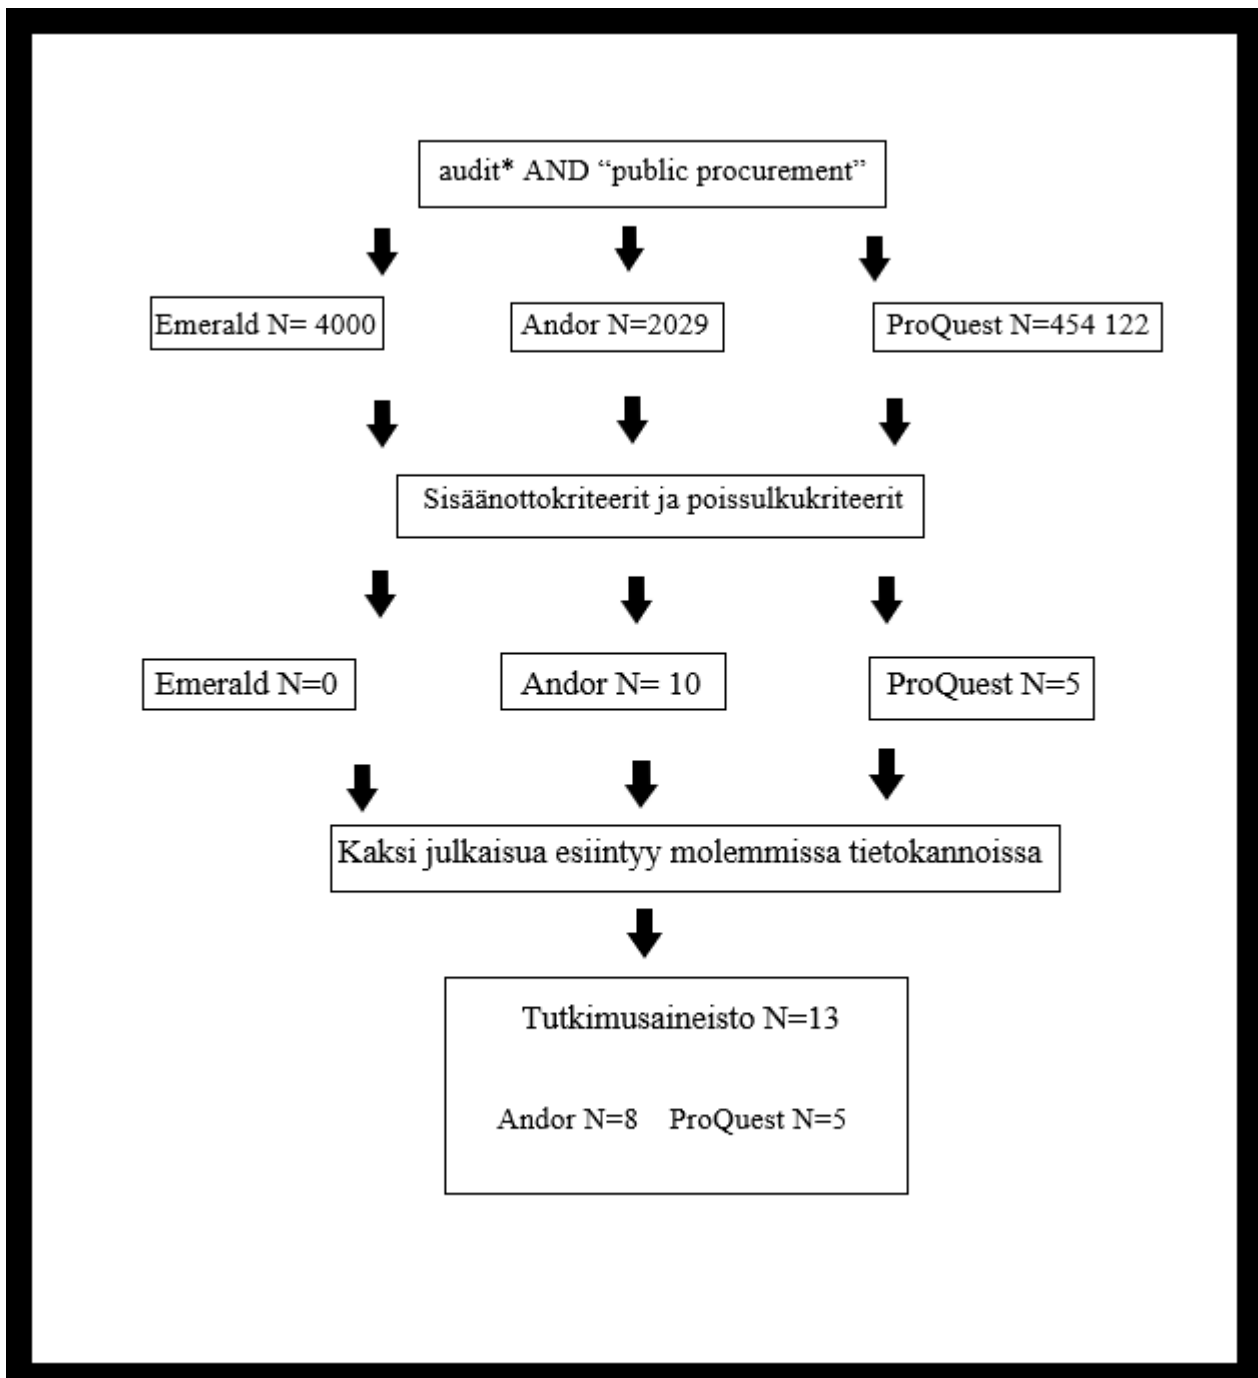 audit* AND “public procurement”
Emerald N= 4000
Andor N=2029
ProQuest N=454 122
Sisäänottokriteerit ja poissulkukriteerit
Emerald N=0
Andor N= 10
ProQuest N=5
Kaksi julkaisua esiintyy molemmissa tietokannoissa
Tutkimusaineisto N=13
Andor N=8 ProQuest N=5